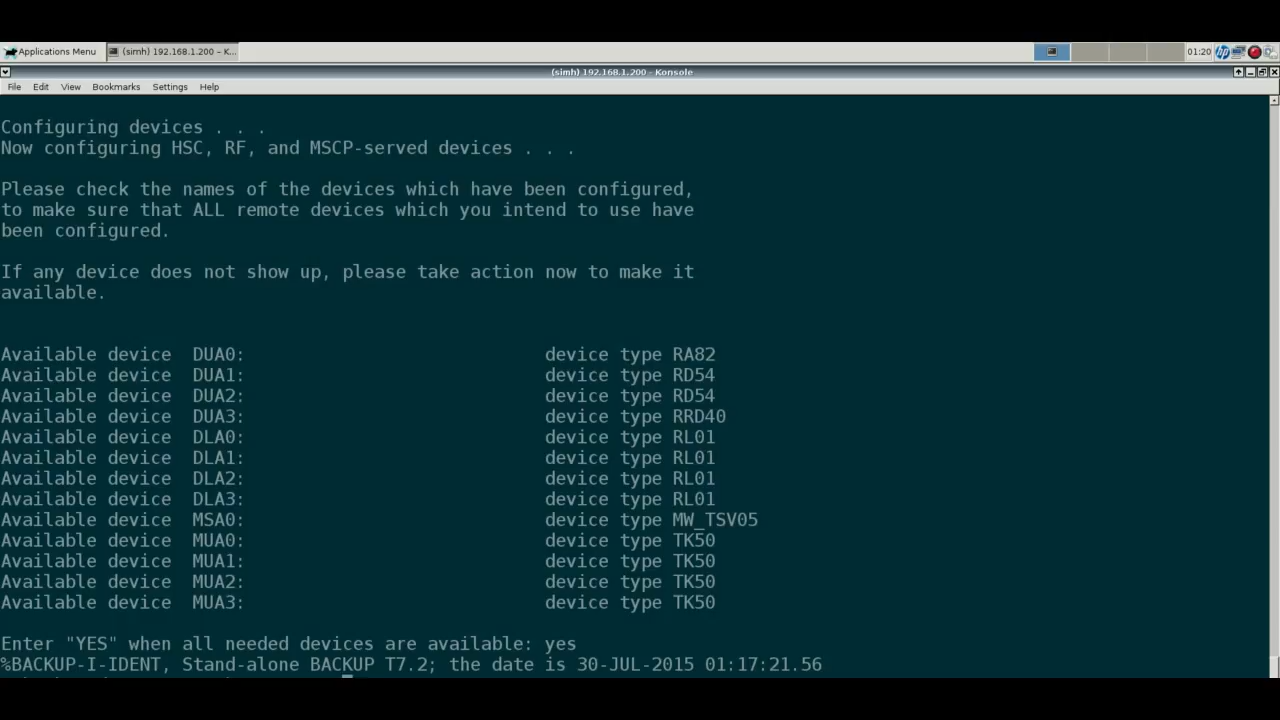 Applications Menu
(simh) 192.168.1.200 – K...
01:20
(simh) 192.168.1.200 – Konsole
File Edit View Bookmarks Settings Help
Configuring devices . . .
Now configuring HSC, RF, and MSCP-served devices . . .
Please check the names of the devices which have been configured,
to make sure that ALL remote devices which you intend to use have
been configured.
If any device does not show up, please take action now to make it
available.
Available device DUA0: device type RA82
Available device DUA1: device type RD54
Available device DUA2: device type RD54
Available device DUA3: device type RRD40
Available device DLA0: device type RL01
Available device DLA1: device type RL01
Available device DLA2: device type RL01
Available device DLA3: device type RL01
Available device MSA0: device type MW_TSV05
Available device MUA0: device type TK50
Available device MUA1: device type TK50
Available device MUA2: device type TK50
Available device MUA3: device type TK50
Enter "YES" when all needed devices are available: yes
%BACKUP-I-IDENT, Stand-alone BACKUP T7.2; the date is 30-JUL-2015 01:17:21.56